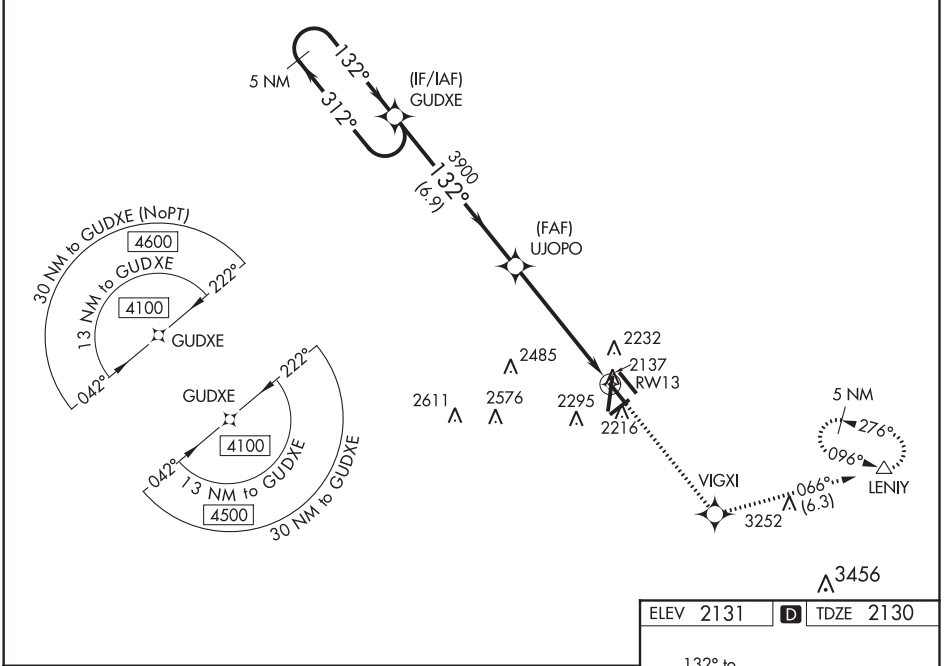 132°
(IF/IAF)
GUDXE
5 NM
312°
3900
132°
(6.9)
(FAF)
UJOPO
30 NM to GUDXE (NoPT)
4600
13 NM to GUDXE
4100
222°
GUDXE
042°
222°
GUDXE
4100
042°
13 NM to GUDXE
4500
30 NM to GUDXE
2232
2485
2137
RW13
2611
2576
2295
2216
5 NM
276°
096°
LENIY
VIGXI
066°
(6.3)
3252
3456
ELEV 2131 D TDZE 2130
132° to